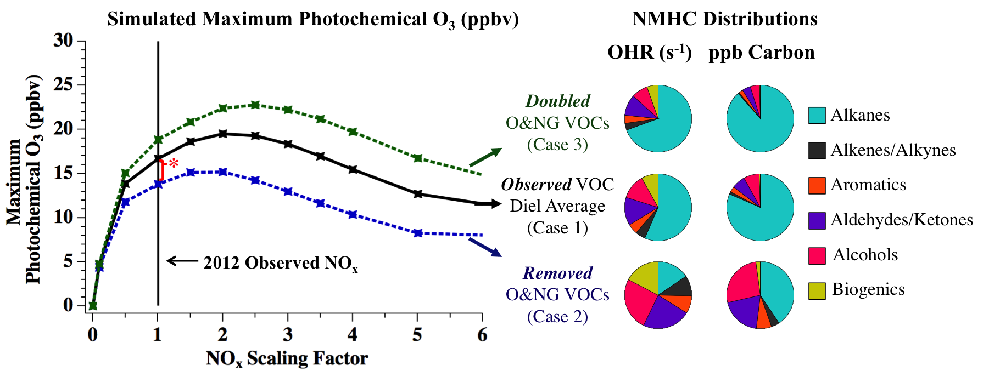 Simulated Maximum Photochemical O3 (ppbv)
NMHC Distributions
OHR (s-1)
ppb Carbon
Maximum
Photochemical O3 (ppbv)
30
25
20
15
10
5
0
*
2012 Observed NOx
0 1 2 3 4 5 6
NOx Scaling Factor
Doubled
O&NG VOCs
(Case 3)
Observed VOC
Diel Average
(Case 1)
Removed
O&NG VOCs
(Case 2)
Alkanes
Alkenes/Alkynes
Aromatics
Aldehydes/Ketones
Alcohols
Biogenics